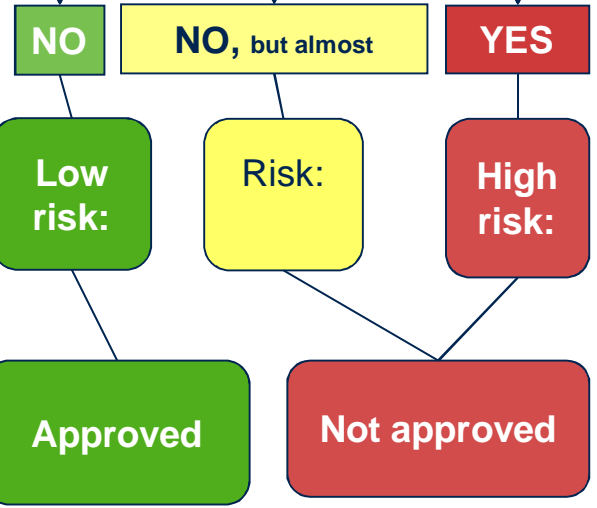 NO
NO, but almost
YES
Low
risk:
Risk:
High
risk:
Approved
Not approved